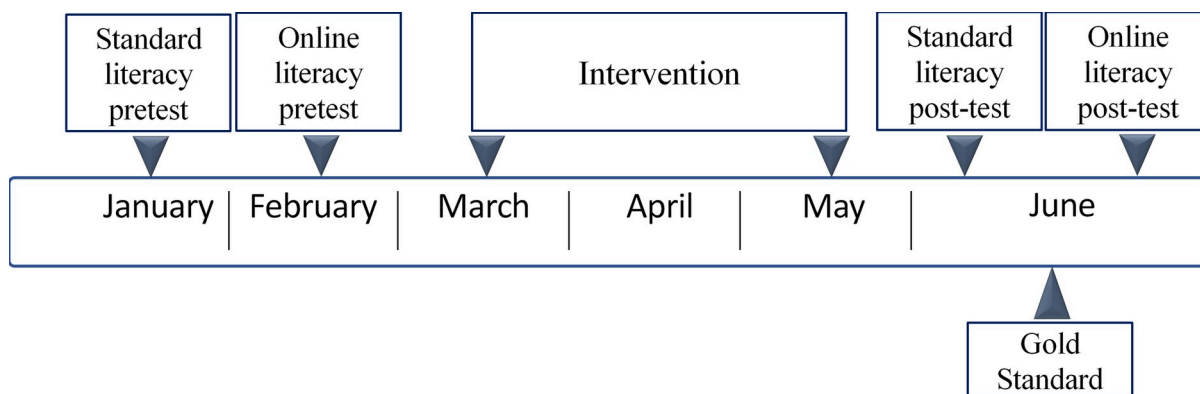 Standard
literacy
pretest
Online
literacy
pretest
Intervention
Standard
literacy
post-test
Online
literacy
post-test
January
February
March
April
May
June
Gold
Standard